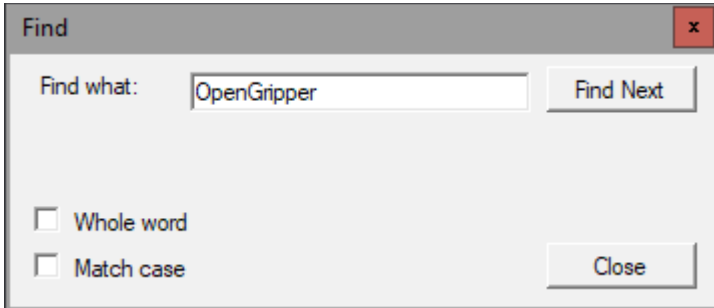 Find
x
Find what:
OpenGripper
Find Next
Whole word
Match case
Close